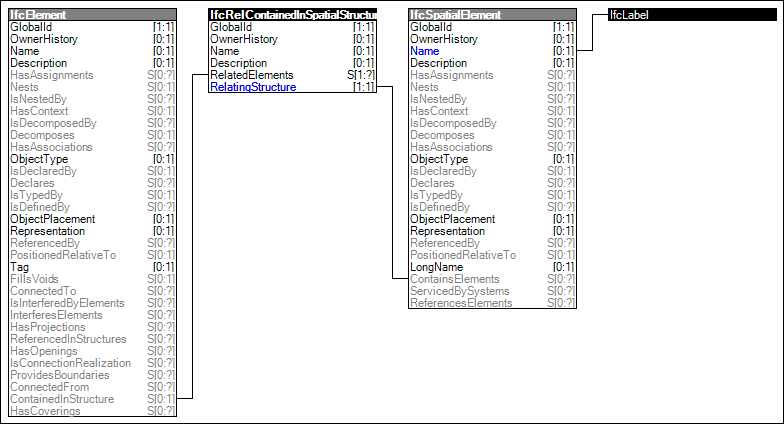 IfcElement
GlobalId [1:1]
OwnerHistory [0:1]
Name [0:1]
Description [0:1]
HasAssignments S[0:?]
Nests S[0:1]
IsNestedBy S[0:?]
HasContext S[0:1]
IsDecomposedBy S[0:?]
Decomposes S[0:1]
HasAssociations S[0:?]
ObjectType [0:1]
IsDeclaredBy S[0:1]
Declares S[0:?]
IsTypedBy S[0:1]
IsDefinedBy S[0:?]
ObjectPlacement [0:1]
Representation [0:1]
ReferencedBy S[0:?]
PositionedRelativeTo S[0:1]
Tag [0:1]
FillsVoids S[0:1]
ConnectedTo S[0:?]
IsInterferedByElements S[0:?]
InterferesElements S[0:?]
HasProjections S[0:?]
ReferencedInStructures S[0:?]
HasOpenings S[0:?]
IsConnectionRealization S[0:?]
ProvidesBoundaries S[0:?]
ConnectedFrom S[0:?]
ContainedInStructure S[0:1]
HasCoverings S[0:?]
IfcRelContainedInSpatialStructur
GlobalId [1:1]
OwnerHistory [0:1]
Name [0:1]
Description [0:1]
RelatedElements S[1:?]
RelatingStructure [1:1]
IfcSpatialElement
GlobalId [1:1]
OwnerHistory [0:1]
Name [0:1]
Description [0:1]
HasAssignments S[0:?]
Nests S[0:1]
IsNestedBy S[0:?]
HasContext S[0:1]
IsDecomposedBy S[0:?]
Decomposes S[0:1]
HasAssociations S[0:?]
ObjectType [0:1]
IsDeclaredBy S[0:1]
Declares S[0:?]
IsTypedBy S[0:1]
IsDefinedBy S[0:?]
ObjectPlacement [0:1]
Representation [0:1]
ReferencedBy S[0:?]
PositionedRelativeTo S[0:1]
LongName [0:1]
ContainsElements S[0:?]
ServicedBySystems S[0:?]
ReferencesElements S[0:?]
IfcLabel